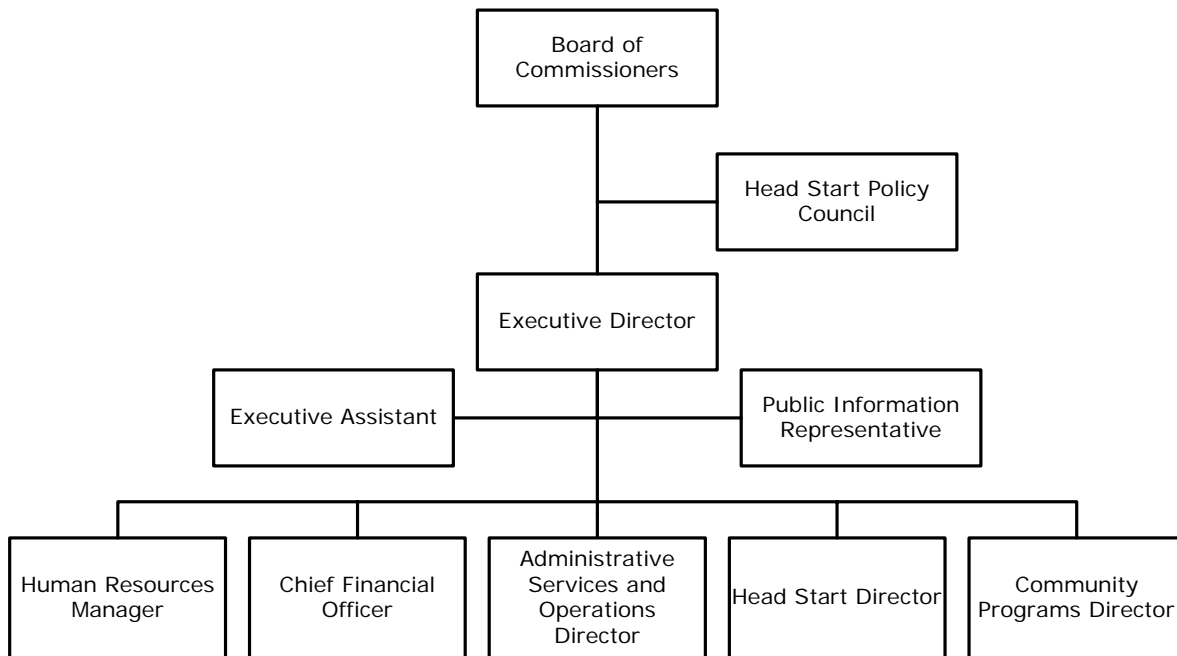 Board of
Commissioners
Head Start Policy
Council
Executive Director
Executive Assistant
Public Information
Representative
Human Resources
Manager
Chief Financial
Officer
Administrative
Services and
Operations
Director
Head Start Director
Community
Programs Director